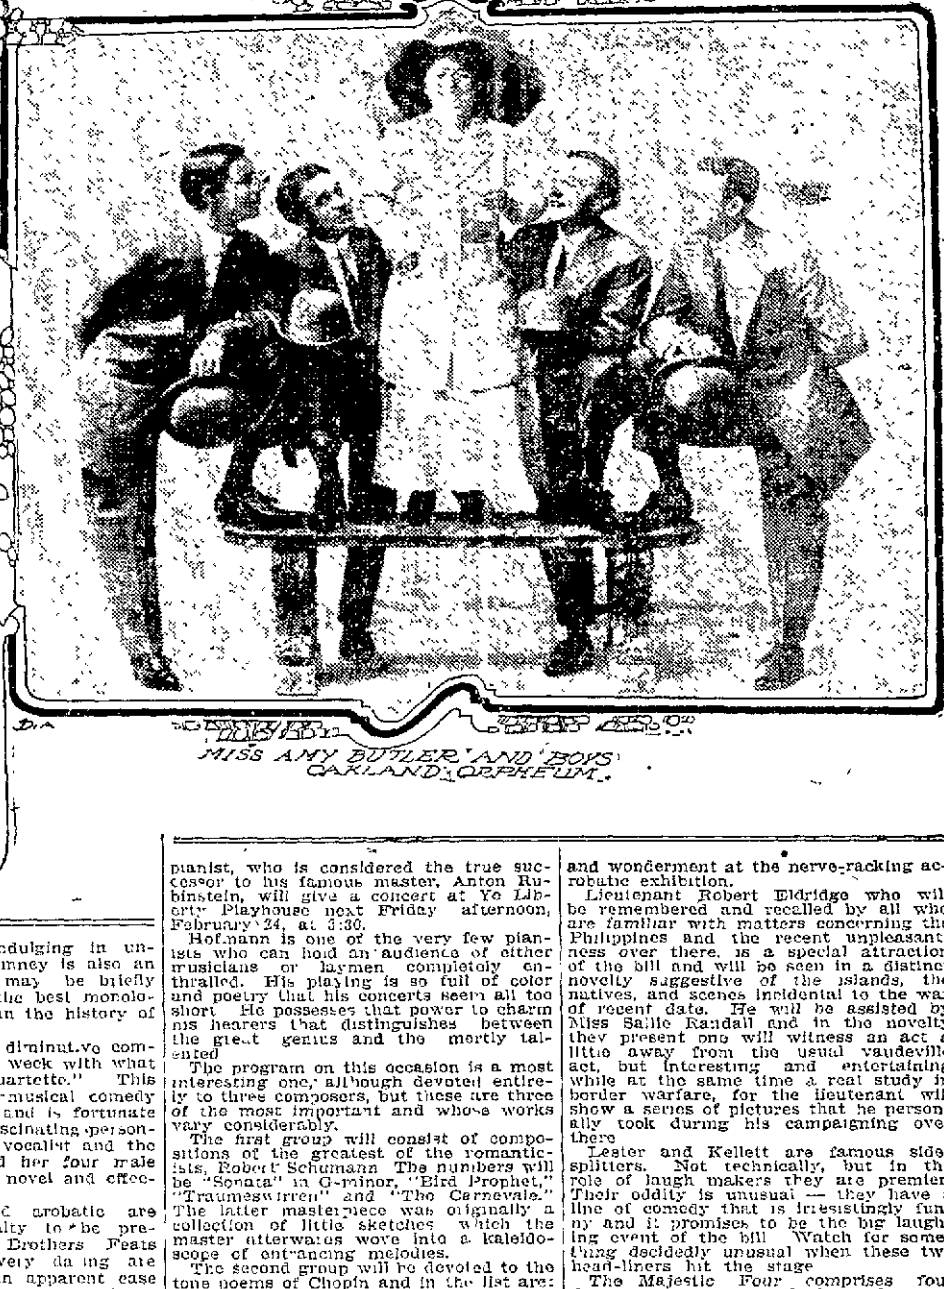 D.A
MISS AMY BUTLER AND BOYS
OAKLAND ORPHEUM.
ndulging in un-
mney is also an
may be briefly
the best monolo-
in the history of
diminut.ve com-
week with what
uartette." This
-musical comedy
and is fortunate
scinating person-
vocalist and the
d her four male
novel and effec-
d arobatic are
alty to the pre-
Brothers Feats
very da ing are
an apparent ease
pianist, who is considered the true suc-
cessor to his famous master, Anton Ru-
binstein, will give a concert at Ye Lib-
erty Playhouse next Friday afternoon,
February 24, at 3:30.
Hofmann is one of the very few pian-
ists who can hold an audience of either
musicians or laymen completely en-
thralled. His playing is so full of color
and poetry that his concerts seem all too
short He possesses that power to charm
his hearers that distinguishes between
the great genius and the mertly tal-
ented
The program on this occasion is a most
interesting one, although devoted entire-
ly to three composers, but these are three
of the most important and whose works
vary considerably.
The first group will consist of compo-
sitions of the greatest of the romantic-
ists, Robert Schumann The numbers will
be "Sonata" in G-minor, "Bird Prophet,"
"Traumeswirren" and "The Carnevale."
The latter masterpiece was originally a
collection of little sketches which the
master afterwards wove into a kaleido-
scope of entrancing melodies.
The second group will be devoted to the
tone poems of Chopin and in the list are:
and wonderment at the nerve-racking ac-
robatic exhibition.
Lieutenant Robert Eldridge who will
be remembered and recalled by all who
are familiar with matters concerning the
Philippines and the recent unpleasant-
ness over there, is a special attraction
of the bill and will be seen in a distinc
novelty suggestive of the islands, the
natives, and scenes incidental to the wa
of recent date. He will be assisted by
Miss Sallie Randall and in the novelty
they present one will witness an act a
little away from the usual vaudeville
act, but interesting and entertaining
while at the same time a real study in
border warfare, for the lieutenant will
show a series of pictures that he person-
ally took during his campaigning over
there
Lester and Kellett are famous side
splitters. Not technically, but in the
role of laugh makers they are premier
Their oddity is unusual — they have a
line of comedy that is irresistingly fun-
ny and it promises to be the big laugh-
ing event of the bill Watch for some-
thing decidedly unusual when these tw
head-liners hit the stage
The Majestic Four comprises fou